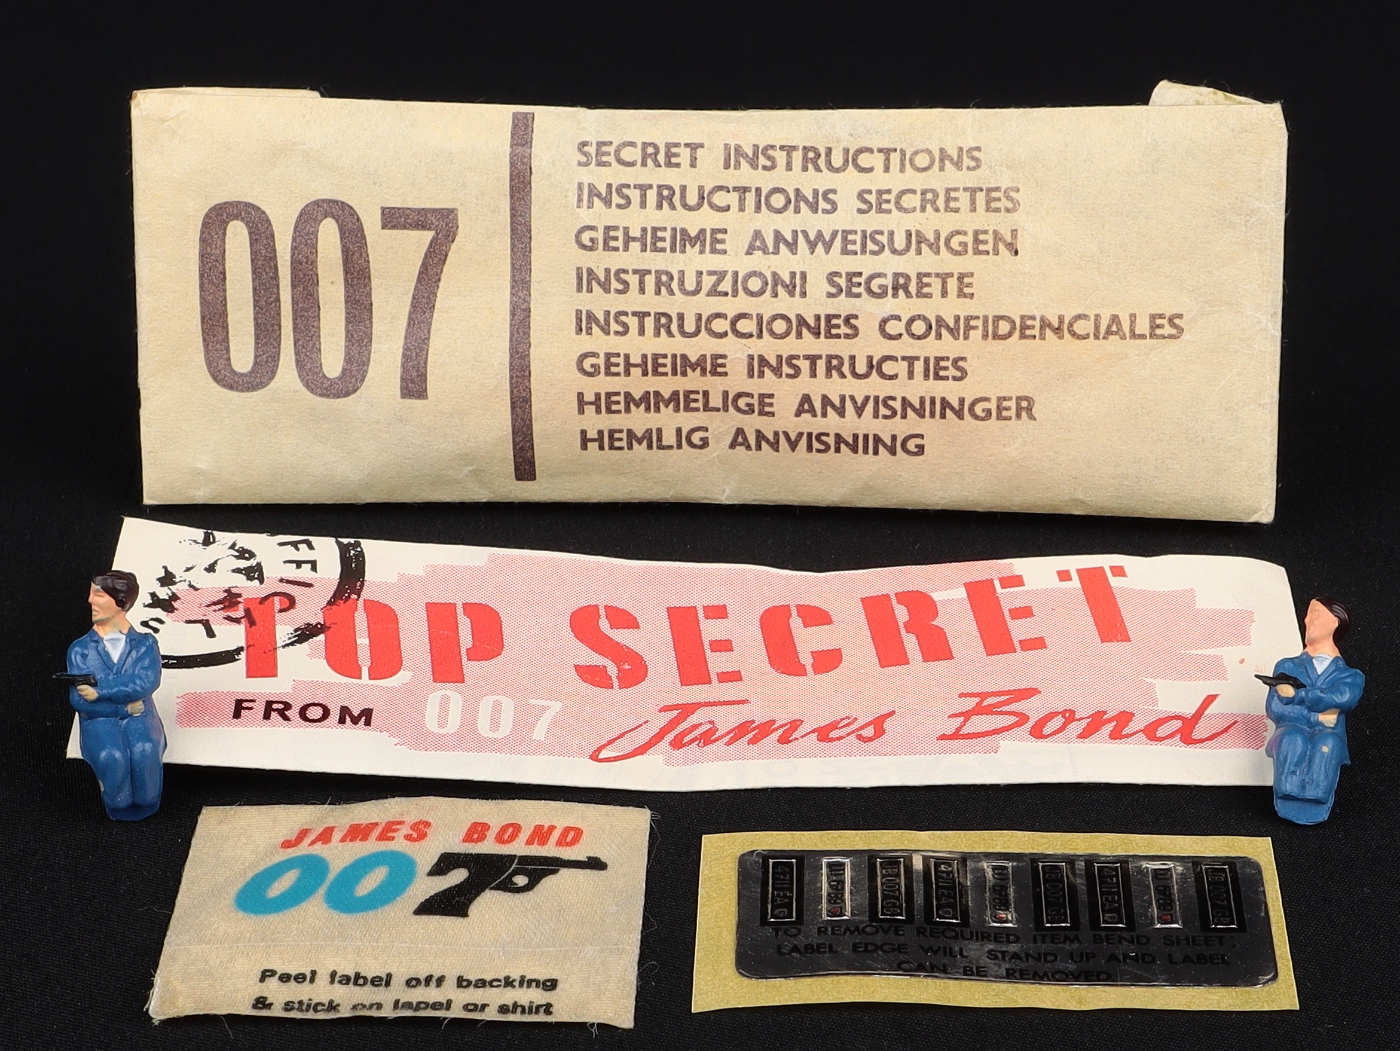 007
SECRET INSTRUCTIONS
INSTRUCTIONS SECRETES
GEHEIME ANWEISUNGEN
INSTRUZIONI SEGRETE
INSTRUCCIONES CONFIDENCIALES
GEHEIME INSTRUCTIES
HEMMELIGE ANVISNINGER
HEMLIG ANVISNING
TOP SECRET
FROM 007 James Bond
JAMES BOND
007
Peel label off backing
& stick on lapel or shirt
TO REMOVE REQUIRED ITEM BEND SHEET;
LABEL EDGE WILL STAND UP AND LABEL
CAN BE REMOVED